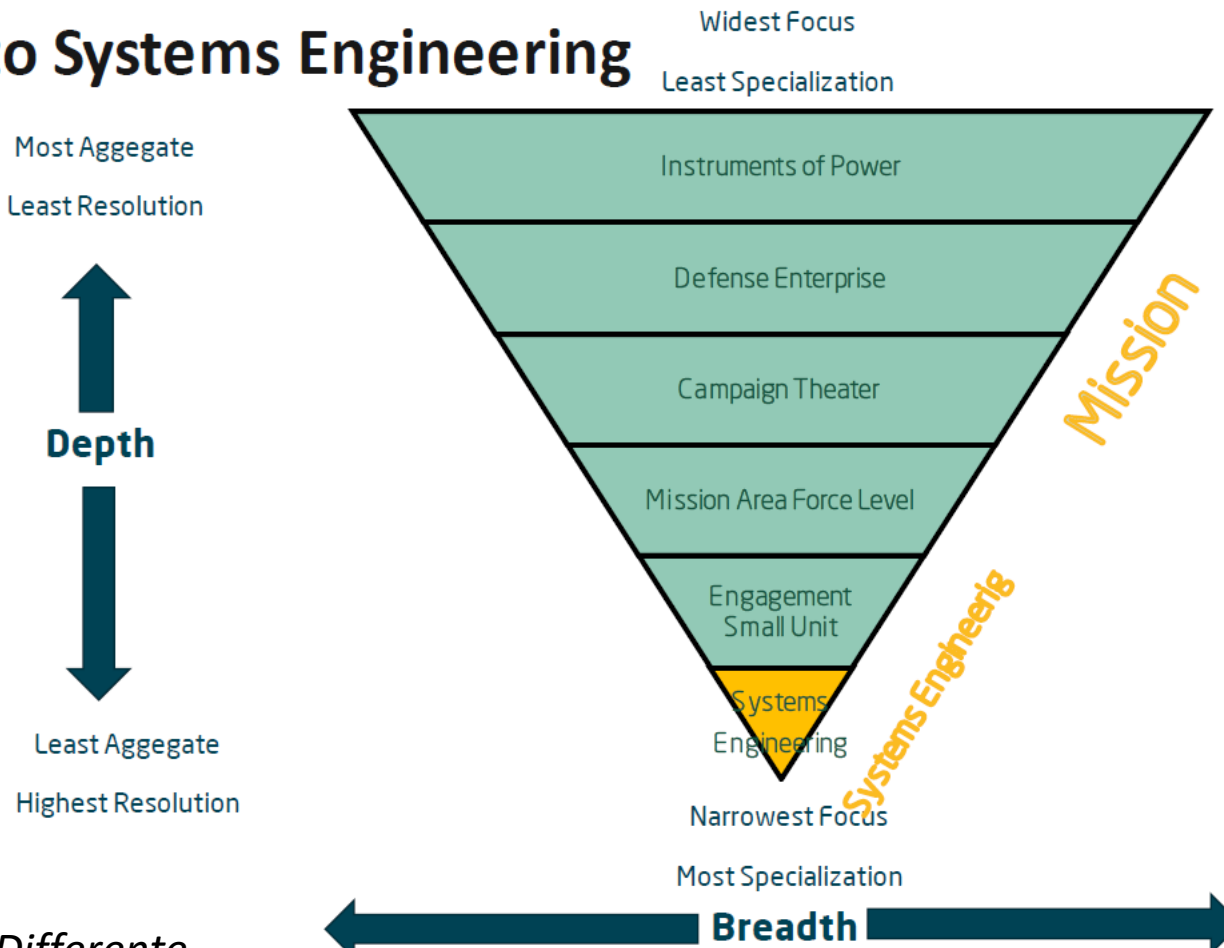 to Systems Engineering
Widest Focus
Least Specialization
Most Aggegate
Least Resolution
Depth
Least Aggegate
Highest Resolution
Instruments of Power
Defense Enterprise
Campaign Theater
Mission Area Force Level
Engagement
Small Unit
Systems
Engineering
Mission
Systems Engineerig
Narrowest Focus
Most Specialization
Breadth
Differente